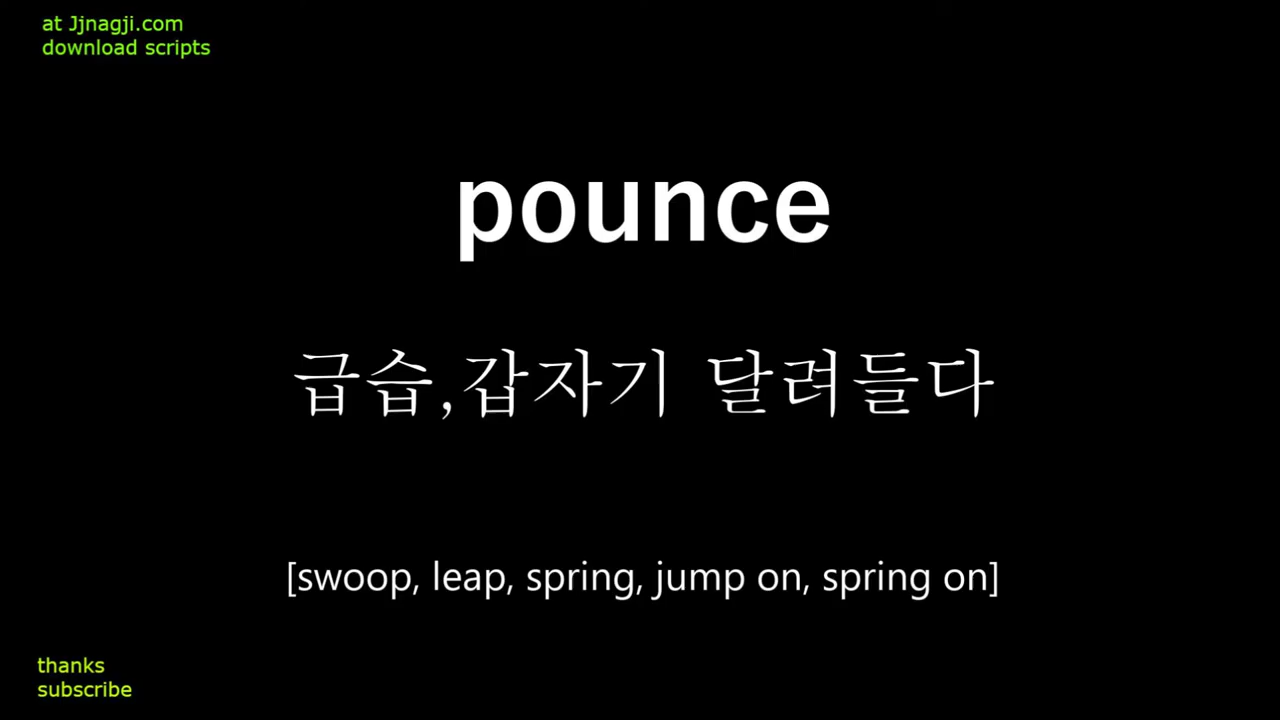 at Jjnagji.com
download scripts
pounce
급습,갑자기 달려들다
[swoop, leap, spring, jump on, spring on]
thanks
subscribe